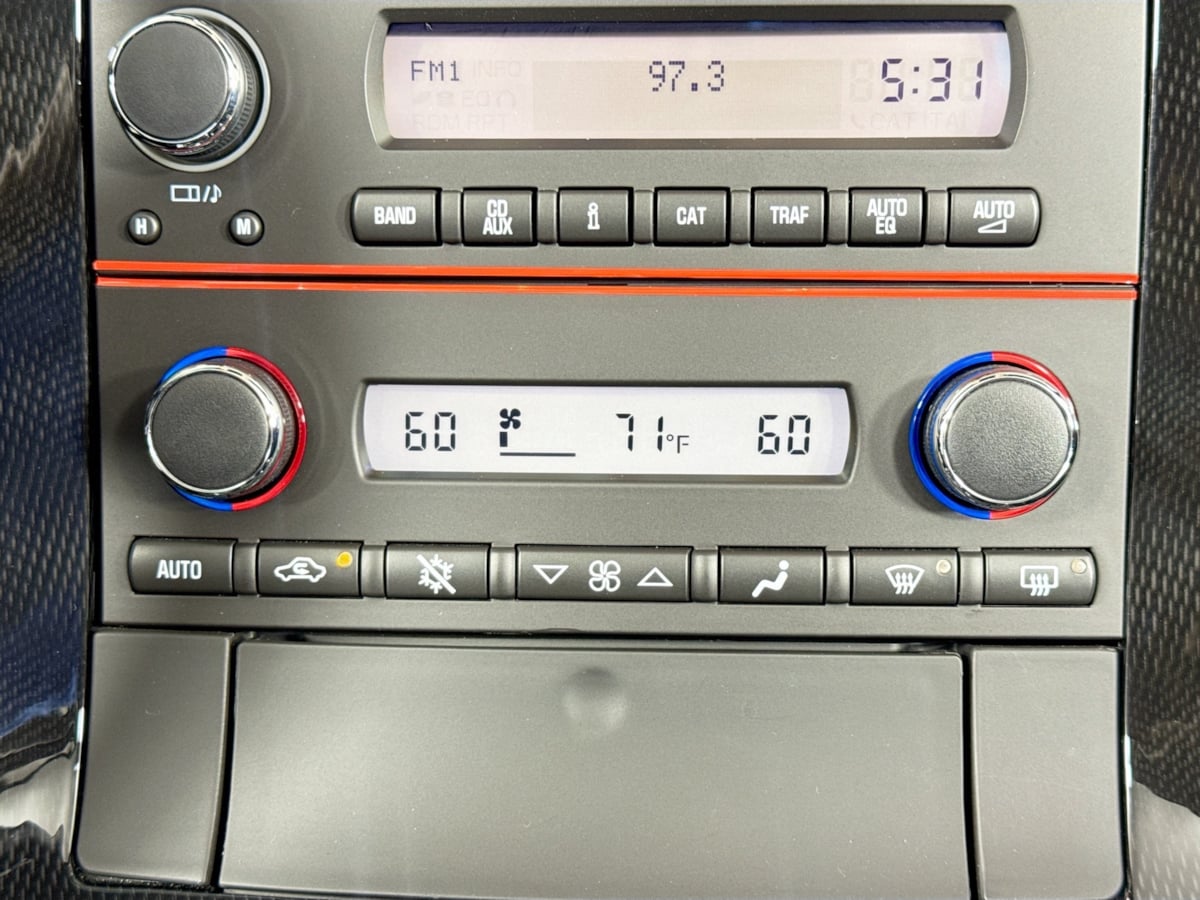 FM1 INFO 97.3 5:31
EQ
RDM RPT CAT
H M
BAND CD AUX i CAT TRAF AUTO EQ AUTO
60 71°F 60
AUTO